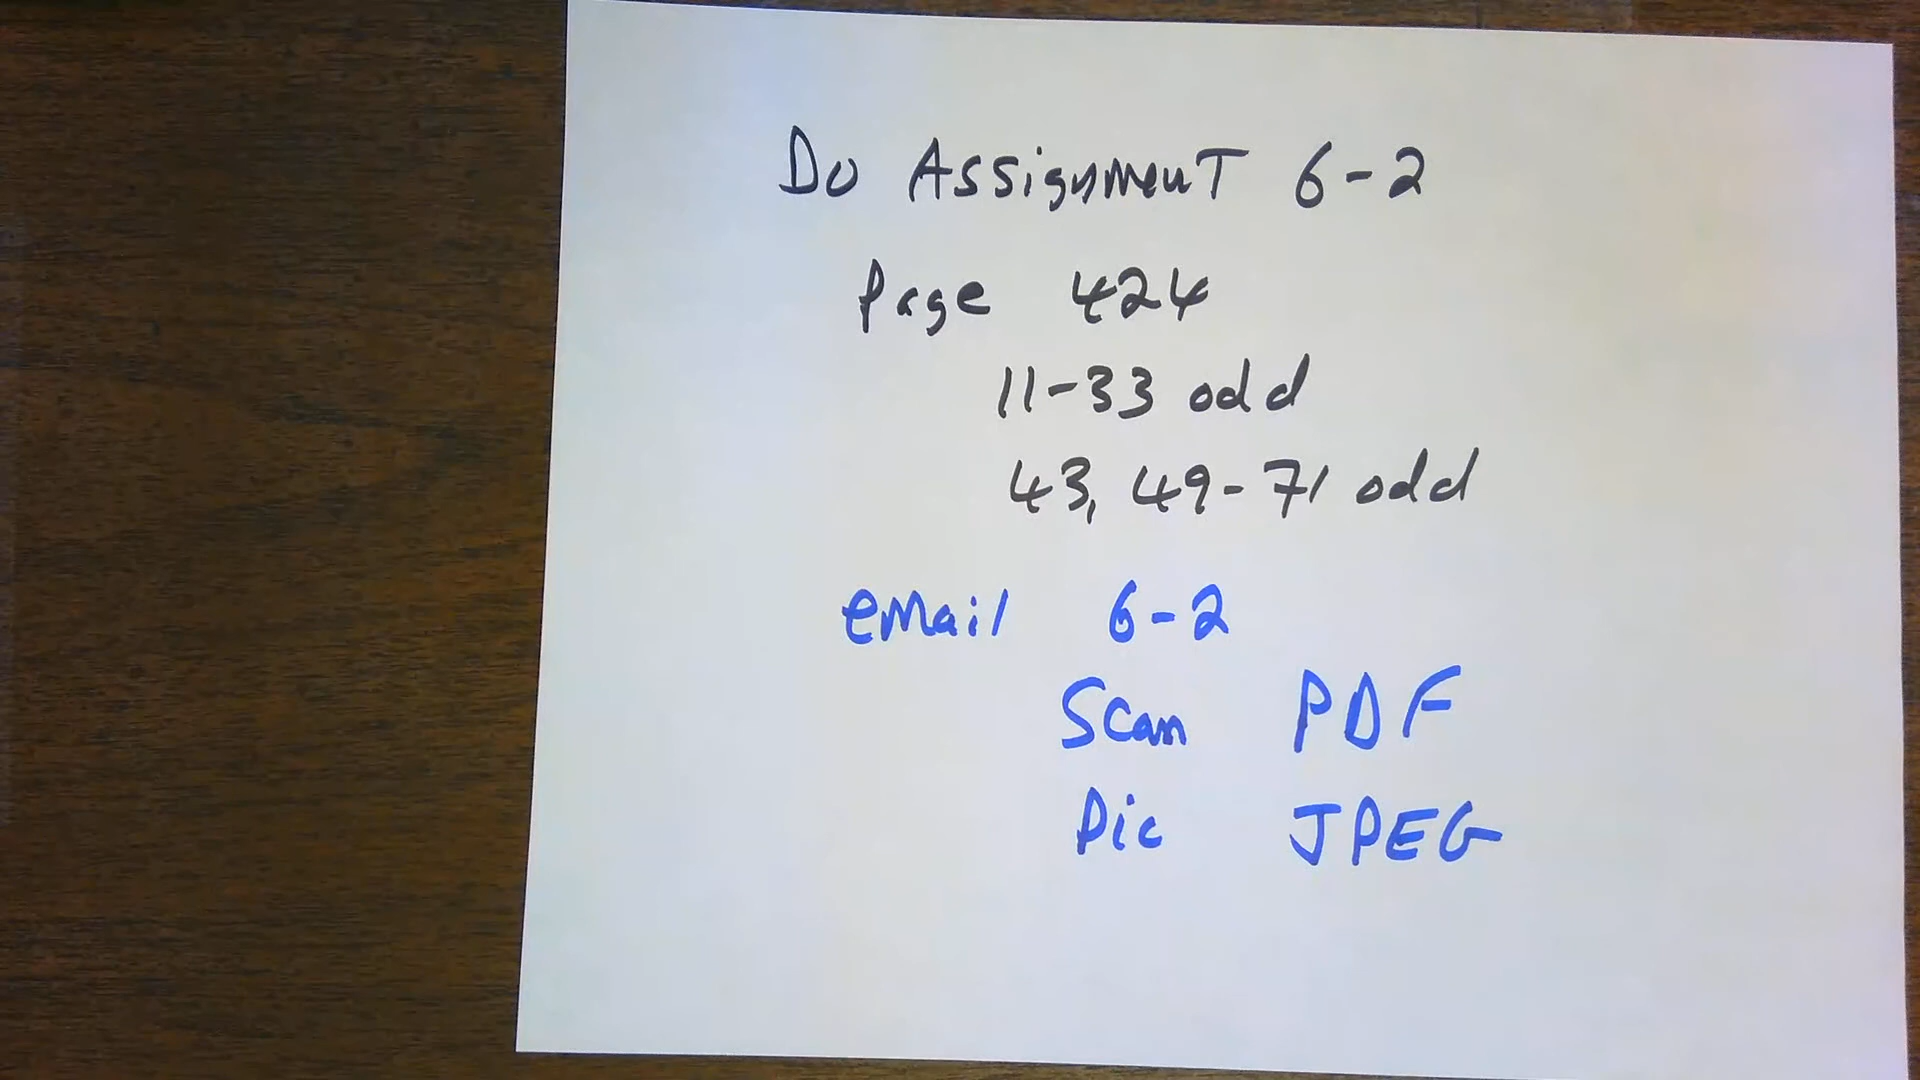 Do Assignment 6-2
Page 424
11-33 odd
43, 49-71 odd
email 6-2
Scan PDF
Pic JPEG